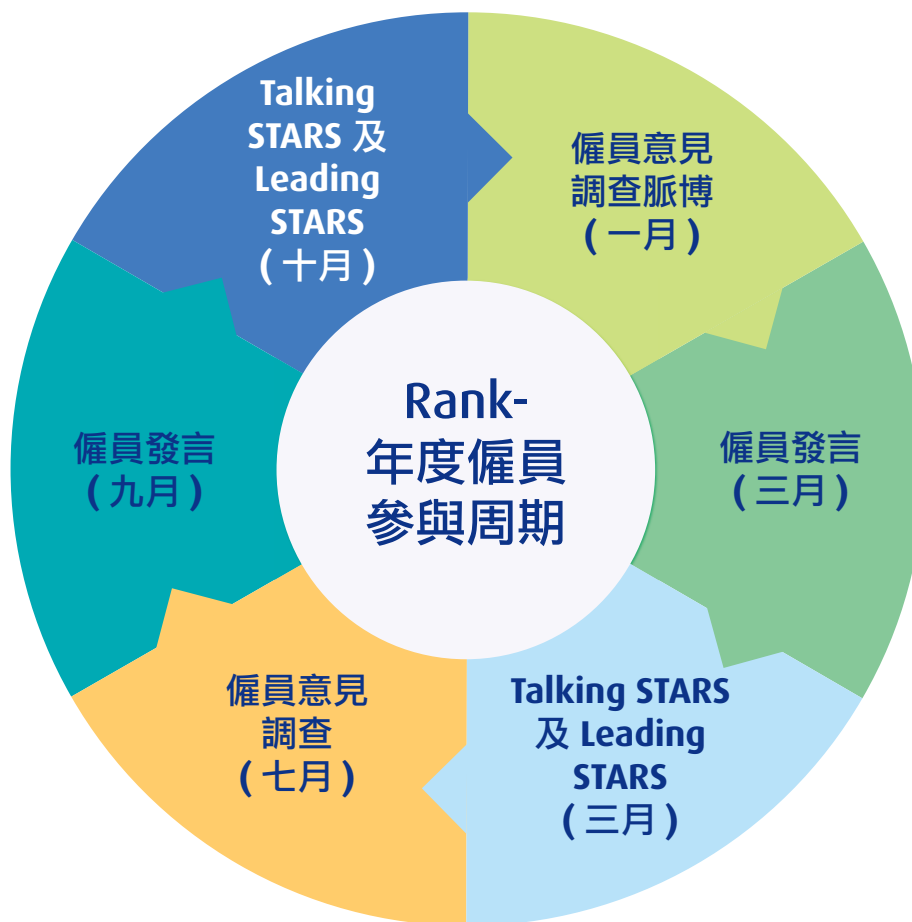 Talking
STARS 及
Leading
STARS
(十月)
僱員意見
調查脈博
(一月)
僱員發言
(九月)
Rank-
年度僱員
參與周期
僱員發言
(三月)
僱員意見
調查
(七月)
Talking STARS
及 Leading
STARS
(三月)